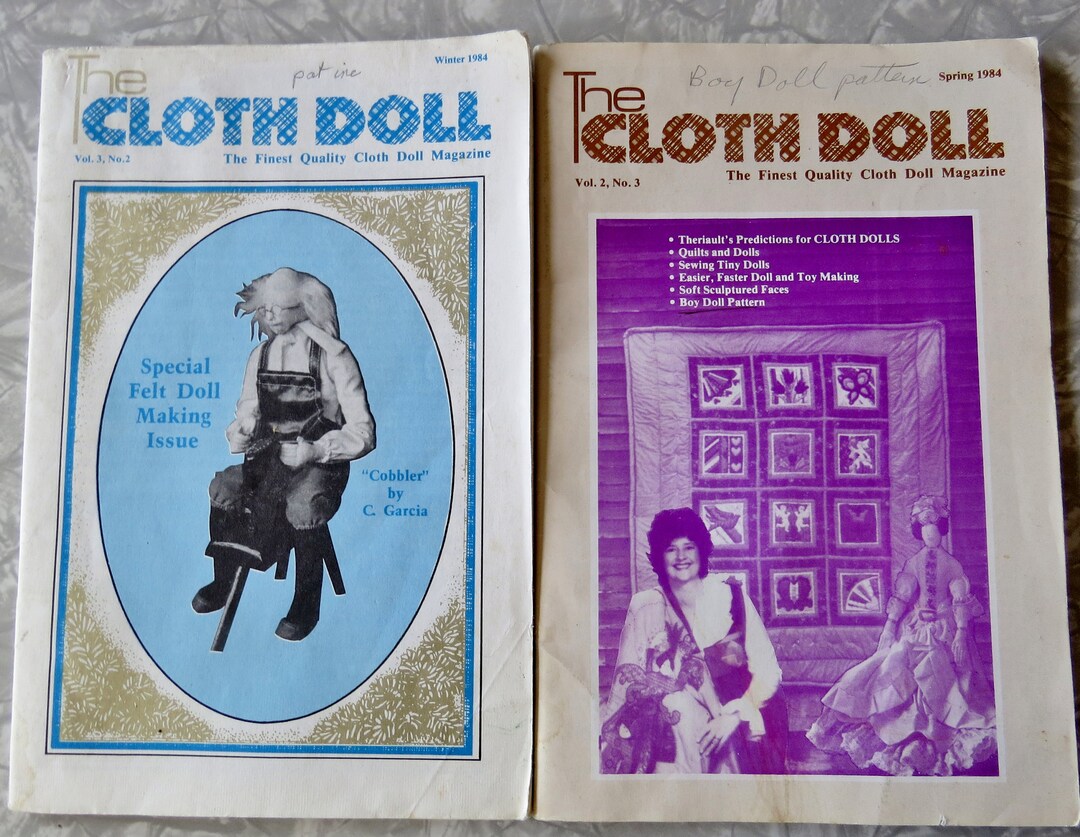 The
pat inc
Winter 1984
CLOTH DOLL
Vol. 3, No.2
The Finest Quality Cloth Doll Magazine
Special
Felt Doll
Making
Issue
"Cobbler"
by
C. Garcia
The
Boy Doll pattern
Spring 1984
CLOTH DOLL
Vol. 2, No. 3
The Finest Quality Cloth Doll Magazine
• Theriault's Predictions for CLOTH DOLLS
• Quilts and Dolls
• Sewing Tiny Dolls
• Easier, Faster Doll and Toy Making
• Soft Sculptured Faces
• Boy Doll Pattern